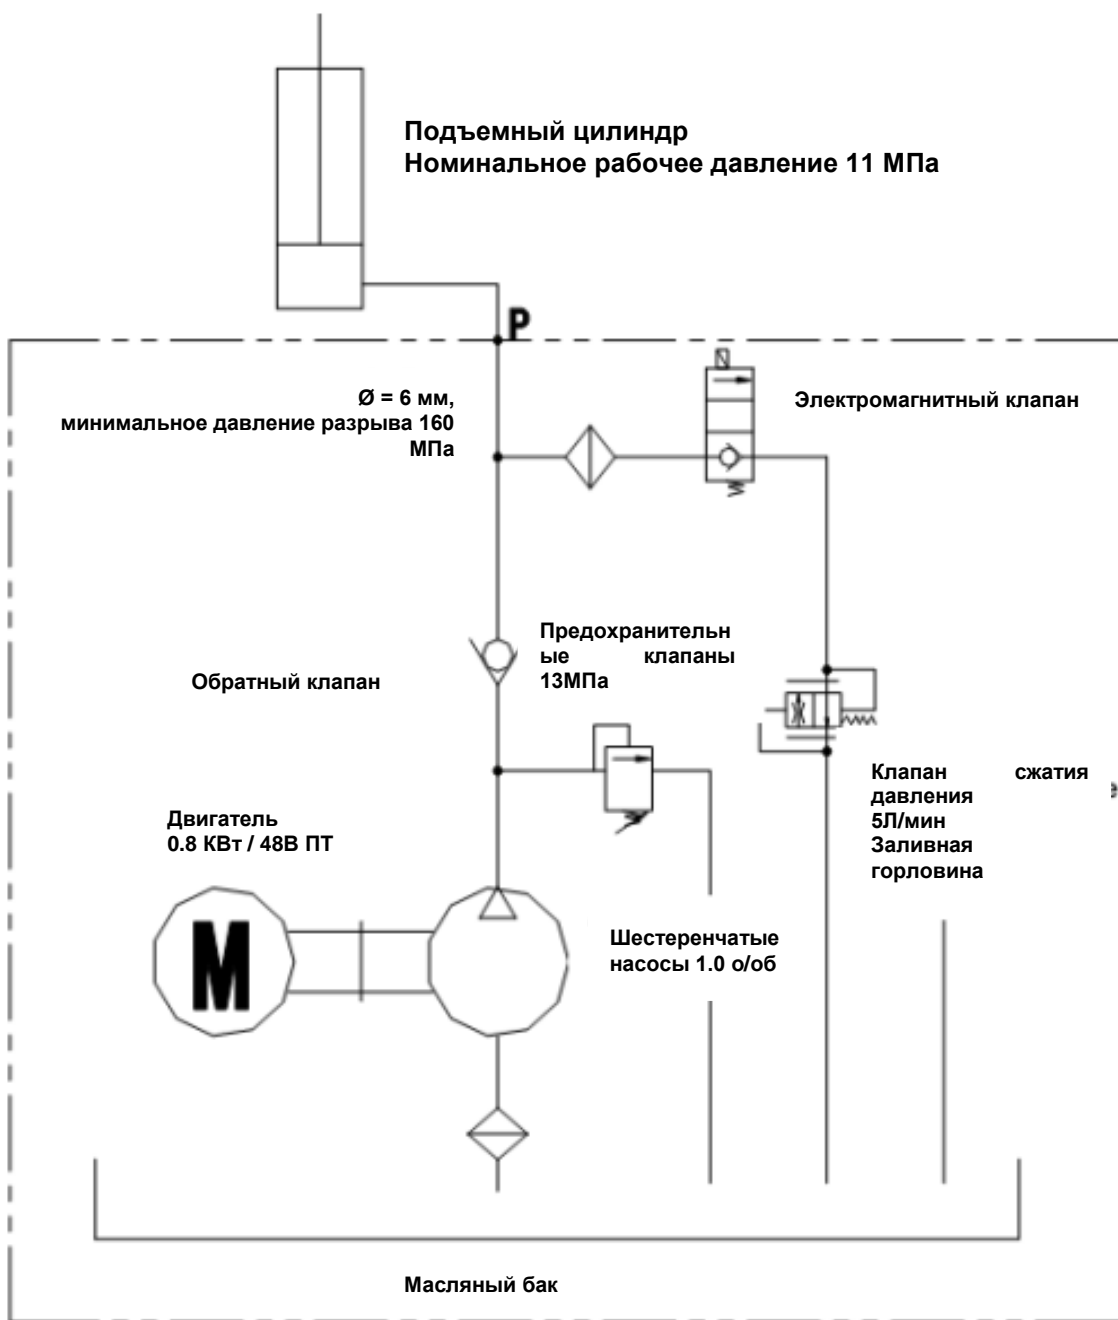 Подъемный цилиндр
Номинальное рабочее давление 11 МПа
P
Ø = 6 мм,
минимальное давление разрыва 160
МПа
Электромагнитный клапан
Предохранительн
ые клапаны
13МПа
Обратный клапан
Клапан сжатия
давления
5Л/мин
Заливная
горловина
Двигатель
0.8 КВт / 48В ПТ
M
Шестеренчатые
насосы 1.0 о/об
Масляный бак